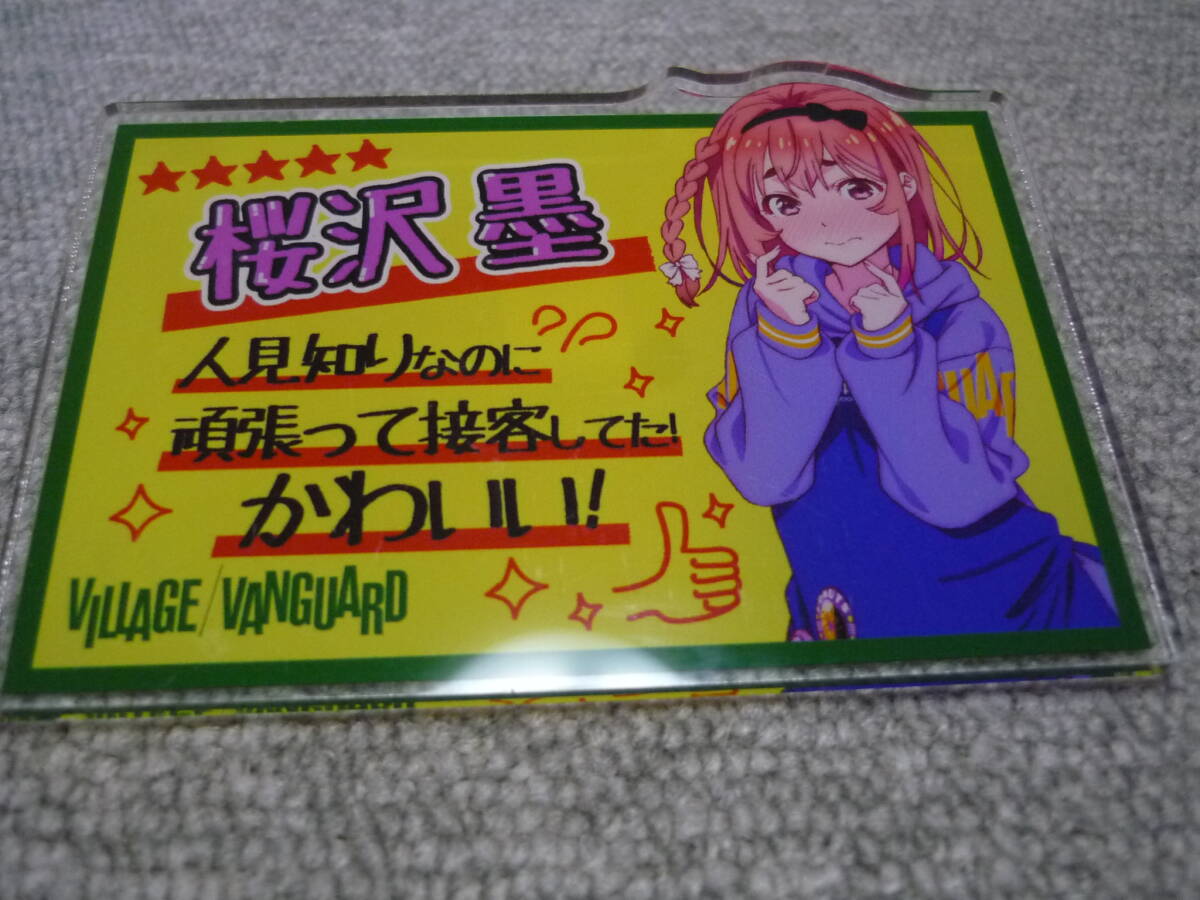 ★★★★★
桜沢 墨
人見知りなのに
頑張って接客してた!
かわいい!
VILLAGE/VANGUARD